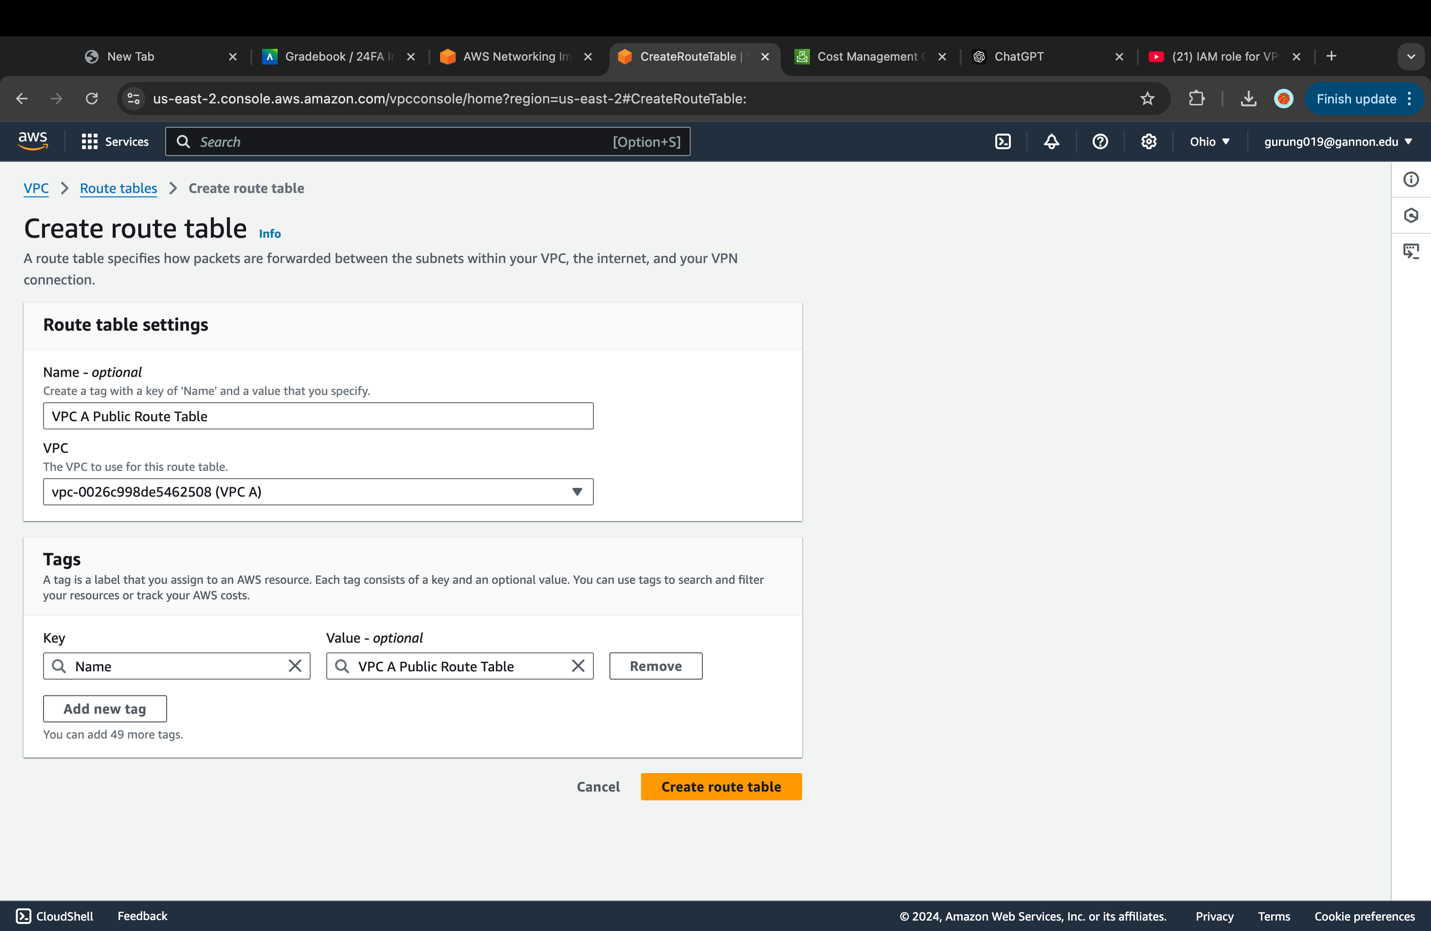 New Tab
Gradebook / 24FA I
AWS Networking Im
CreateRouteTable |
Cost Management
ChatGPT
(21) IAM role for VP
us-east-2.console.aws.amazon.com/vpcconsole/home?region=us-east-2#CreateRouteTable:
Finish update
aws
Services
Search
[Option+S]
Ohio
gurung019@gannon.edu
VPC
Route tables
Create route table
Create route table
Info
A route table specifies how packets are forwarded between the subnets within your VPC, the internet, and your VPN
connection.
Route table settings
Name - optional
Create a tag with a key of 'Name' and a value that you specify.
VPC A Public Route Table
VPC
The VPC to use for this route table.
vpc-0026c998de5462508 (VPC A)
Tags
A tag is a label that you assign to an AWS resource. Each tag consists of a key and an optional value. You can use tags to search and filter
your resources or track your AWS costs.
Key
Value - optional
Name
VPC A Public Route Table
Remove
Add new tag
You can add 49 more tags.
Cancel
Create route table
CloudShell
Feedback
© 2024, Amazon Web Services, Inc. or its affiliates.
Privacy
Terms
Cookie preferences